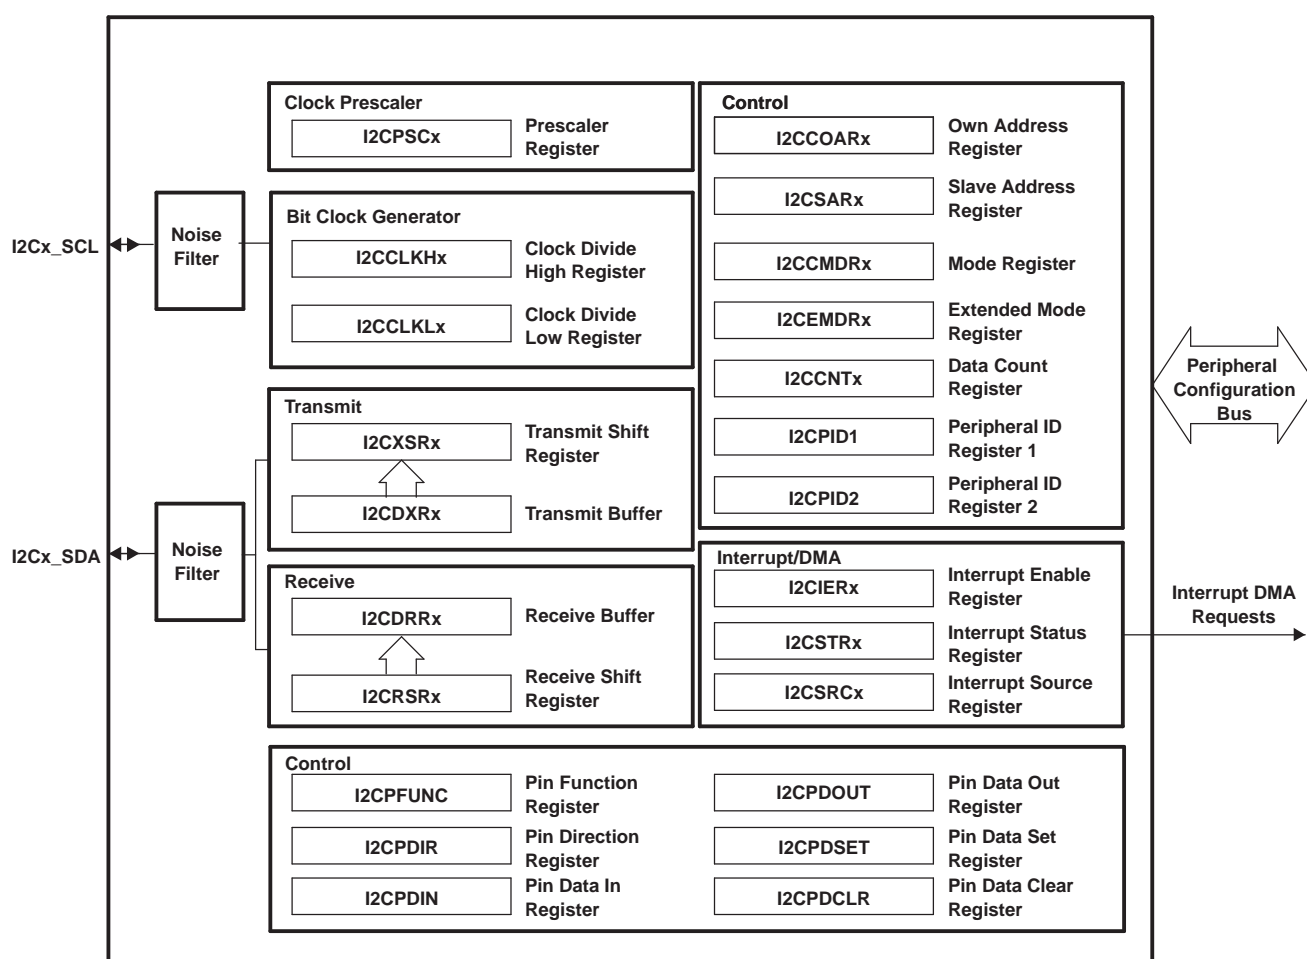 Clock Prescaler
I2CPSCx
Prescaler
Register
I2Cx_SCL
Noise
Filter
Bit Clock Generator
I2CCLKHx
Clock Divide
High Register
I2CCLKLx
Clock Divide
Low Register
Transmit
I2CXSRx
Transmit Shift
Register
I2CDXRx
Transmit Buffer
I2Cx_SDA
Noise
Filter
Receive
I2CDRRx
Receive Buffer
I2CRSRx
Receive Shift
Register
Control
I2CCOARx
Own Address
Register
I2CSARx
Slave Address
Register
I2CCMDRx
Mode Register
I2CEMDRx
Extended Mode
Register
I2CCNTx
Data Count
Register
I2CPID1
Peripheral ID
Register 1
I2CPID2
Peripheral ID
Register 2
Peripheral
Configuration
Bus
Interrupt/DMA
I2CIERx
Interrupt Enable
Register
I2CSTRx
Interrupt Status
Register
I2CSRCx
Interrupt Source
Register
Interrupt DMA
Requests
Control
I2CPFUNC
Pin Function
Register
I2CPDIR
Pin Direction
Register
I2CPDIN
Pin Data In
Register
I2CPDOUT
Pin Data Out
Register
I2CPDSET
Pin Data Set
Register
I2CPDCLR
Pin Data Clear
Register